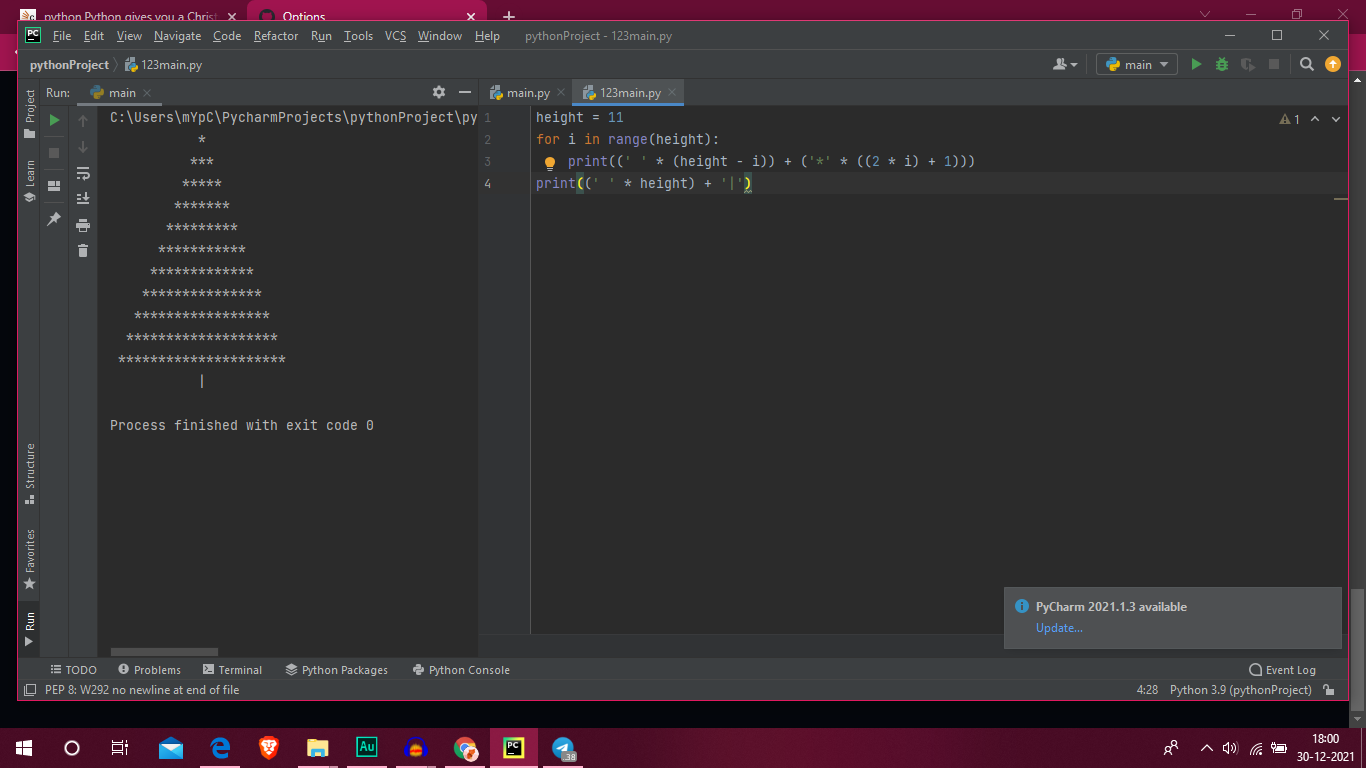 python Python gives you a Christ
Options
File Edit View Navigate Code Refactor Run Tools VCS Window Help pythonProject - 123main.py
pythonProject 123main.py
main
Project
Learn
Structure
Favorites
Run
Run: main
C:\Users\mYpC\PycharmProjects\pythonProject\py
*
***
*****
*******
*********
***********
*************
***************
*****************
*******************
*********************
|
Process finished with exit code 0
main.py 123main.py
1 height = 11
2 for i in range(height):
3 print((' ' * (height - i)) + ('*' * ((2 * i) + 1)))
4 print((' ' * height) + '|')
1
PyCharm 2021.1.3 available
Update...
TODO Problems Terminal Python Packages Python Console Event Log
PEP 8: W292 no newline at end of file 4:28 Python 3.9 (pythonProject)
PC
Au
PC
.38
18:00
30-12-2021